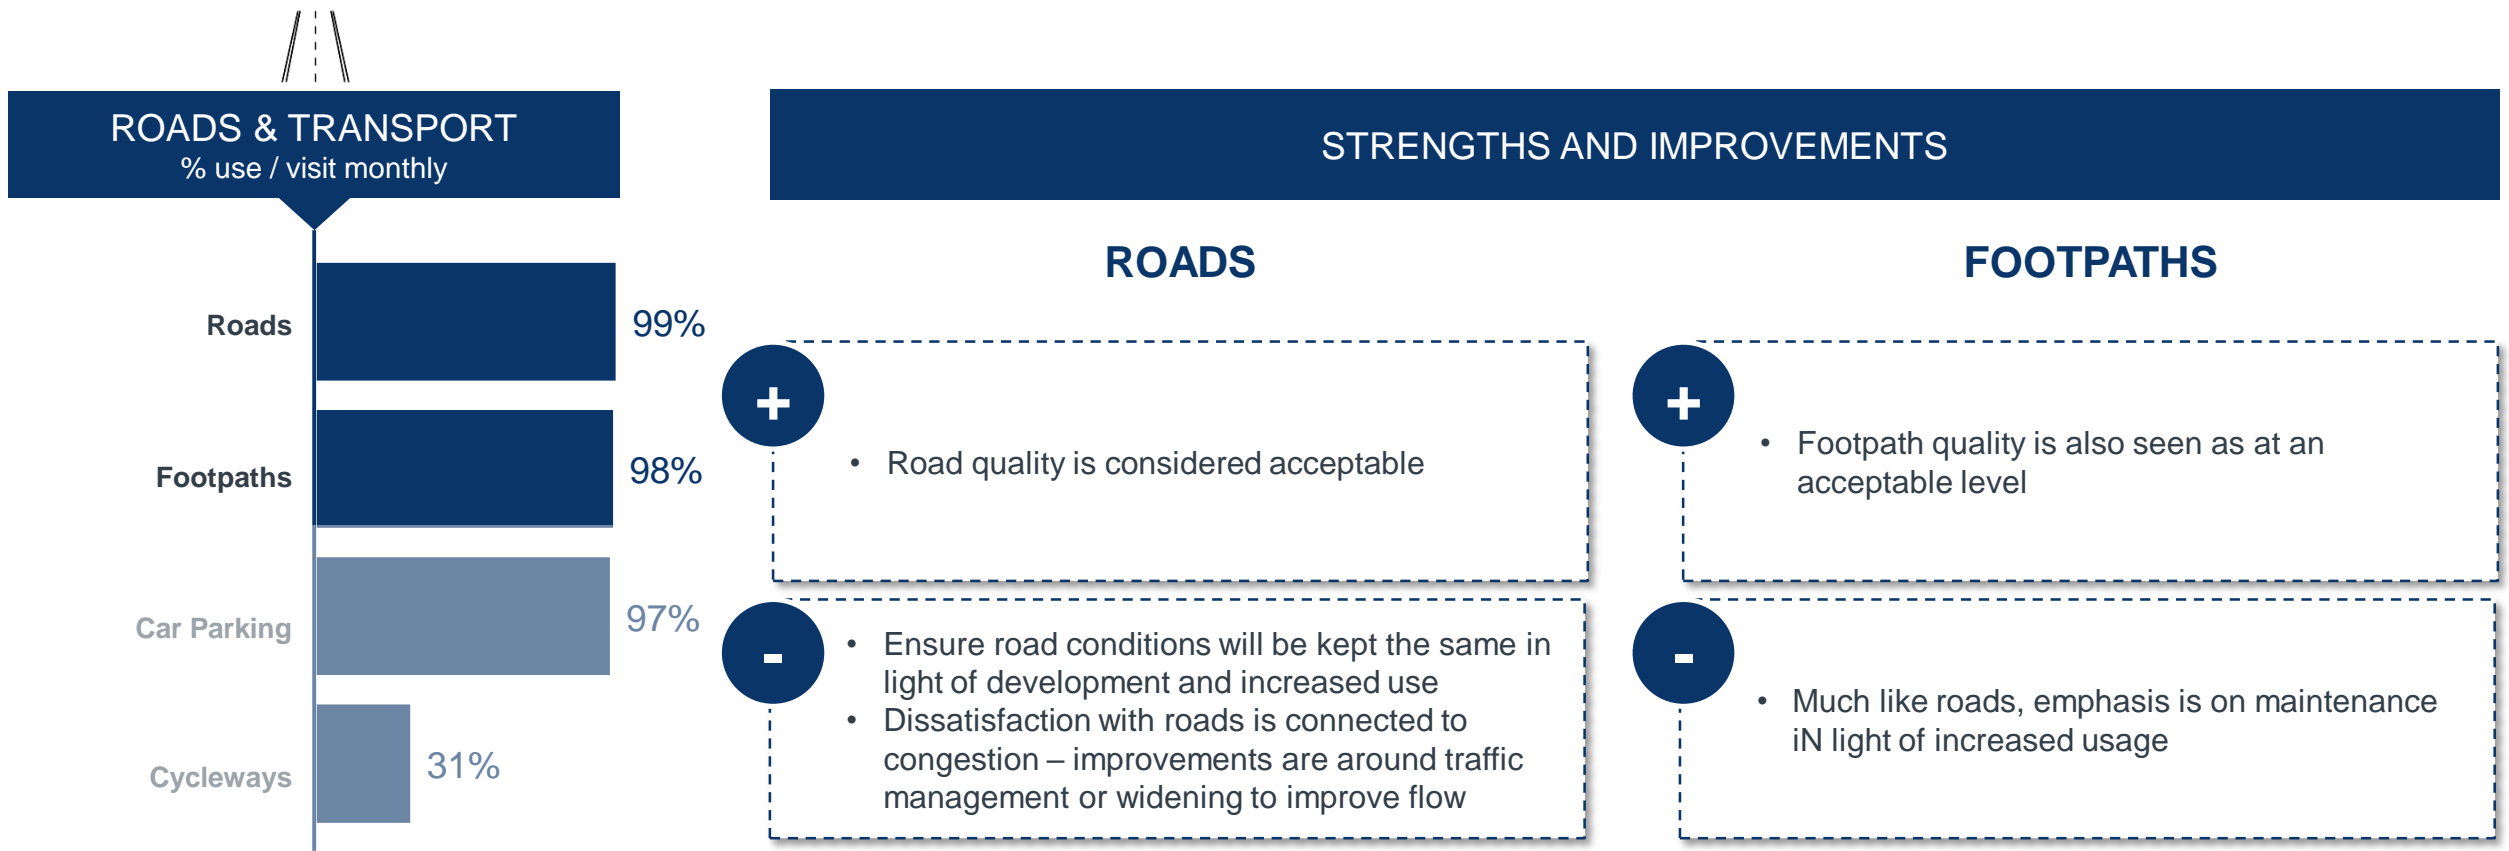 ROADS & TRANSPORT
% use / visit monthly
Roads
99%
Footpaths
98%
Car Parking
97%
Cycleways
31%
STRENGTHS AND IMPROVEMENTS
ROADS
+
• Road quality is considered acceptable
-
• Ensure road conditions will be kept the same in
light of development and increased use
• Dissatisfaction with roads is connected to
congestion – improvements are around traffic
management or widening to improve flow
FOOTPATHS
+
• Footpath quality is also seen as at an
acceptable level
-
• Much like roads, emphasis is on maintenance
iN light of increased usage